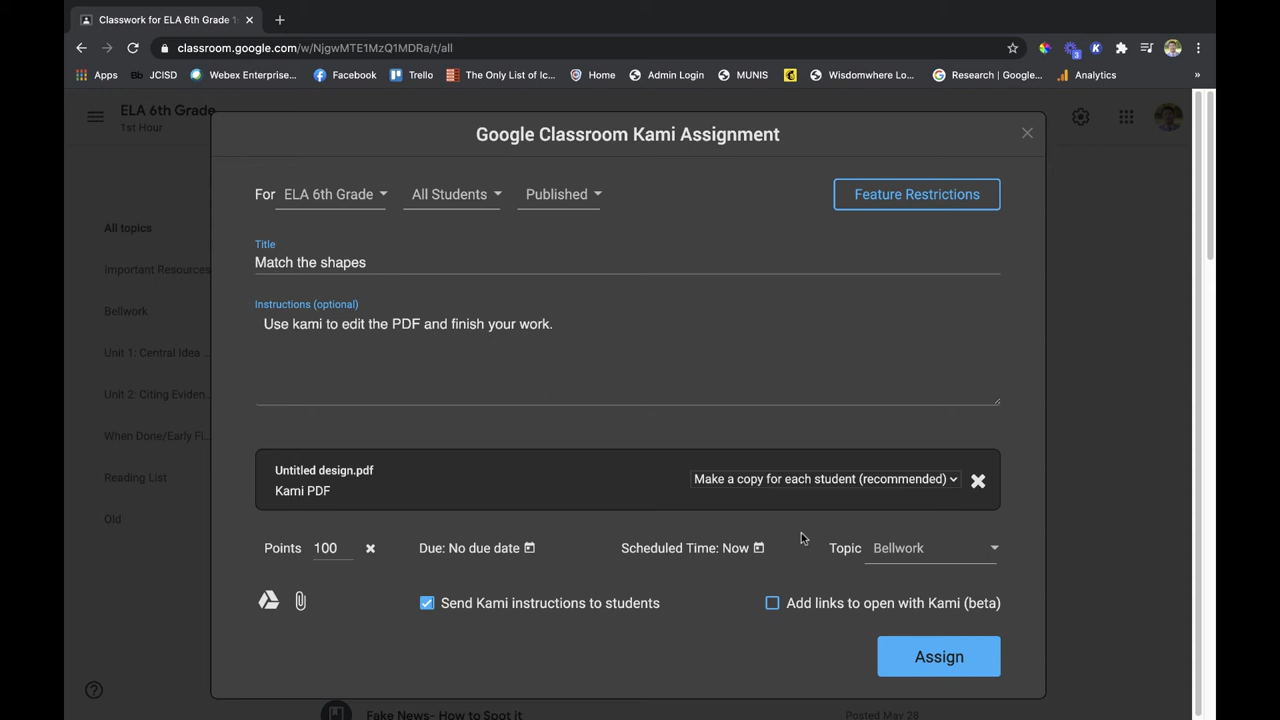 Classwork for ELA 6th Grade 1
classroom.google.com/w/NjgwMTE1MzQ1MDRa/t/all
Apps
Bb JCISD
Webex Enterprise...
Facebook
Trello
The Only List of Ic...
Home
Admin Login
MUNIS
Wisdomwhere Lo...
Research | Google...
Analytics
»
ELA 6th Grade
1st Hour
Google Classroom Kami Assignment
For ELA 6th Grade All Students Published
Feature Restrictions
All topics
Important Resources
Bellwork
Unit 1: Central Idea ...
Unit 2: Citing Eviden...
When Done/Early Fi...
Reading List
Old
Title
Match the shapes
Instructions (optional)
Use kami to edit the PDF and finish your work.
Untitled design.pdf
Kami PDF
Make a copy for each student (recommended)
Points 100
Due: No due date
Scheduled Time: Now
Topic Bellwork
Send Kami instructions to students
Add links to open with Kami (beta)
Assign
Fake News- How to Spot it
Posted May 28